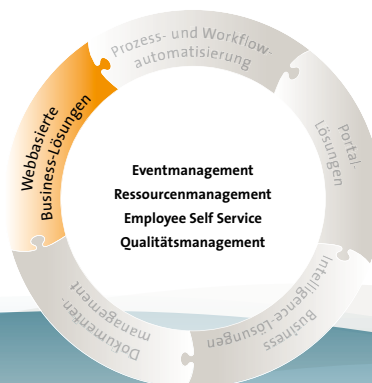 Prozess- und Workflow-
automatisierung
Webbasierte
Business-Lösungen
Portal-
Lösungen
Eventmanagement
Ressourcenmanagement
Employee Self Service
Qualitätsmanagement
Dokumenten-
management
Business
Intelligence-Lösungen